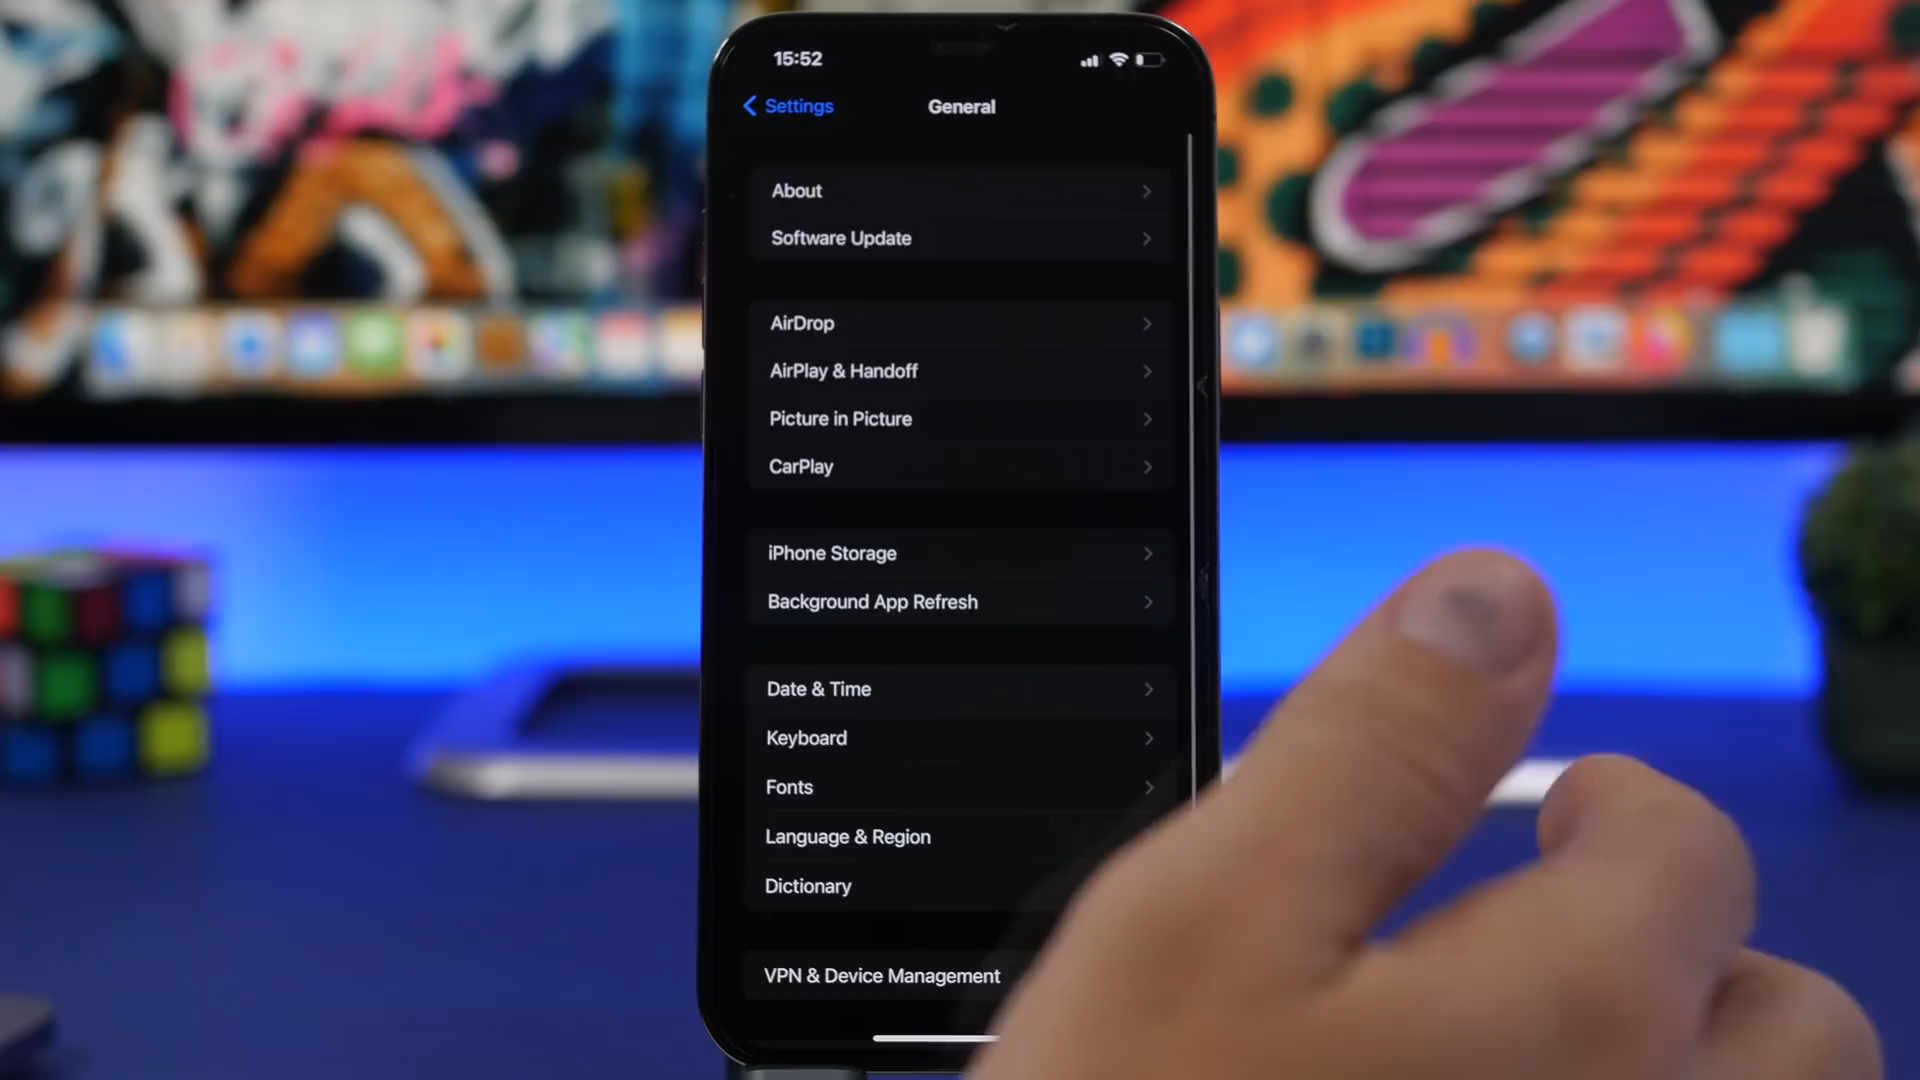 15:52
Settings
General
About
Software Update
AirDrop
AirPlay & Handoff
Picture in Picture
CarPlay
iPhone Storage
Background App Refresh
Date & Time
Keyboard
Fonts
Language & Region
Dictionary
VPN & Device Management